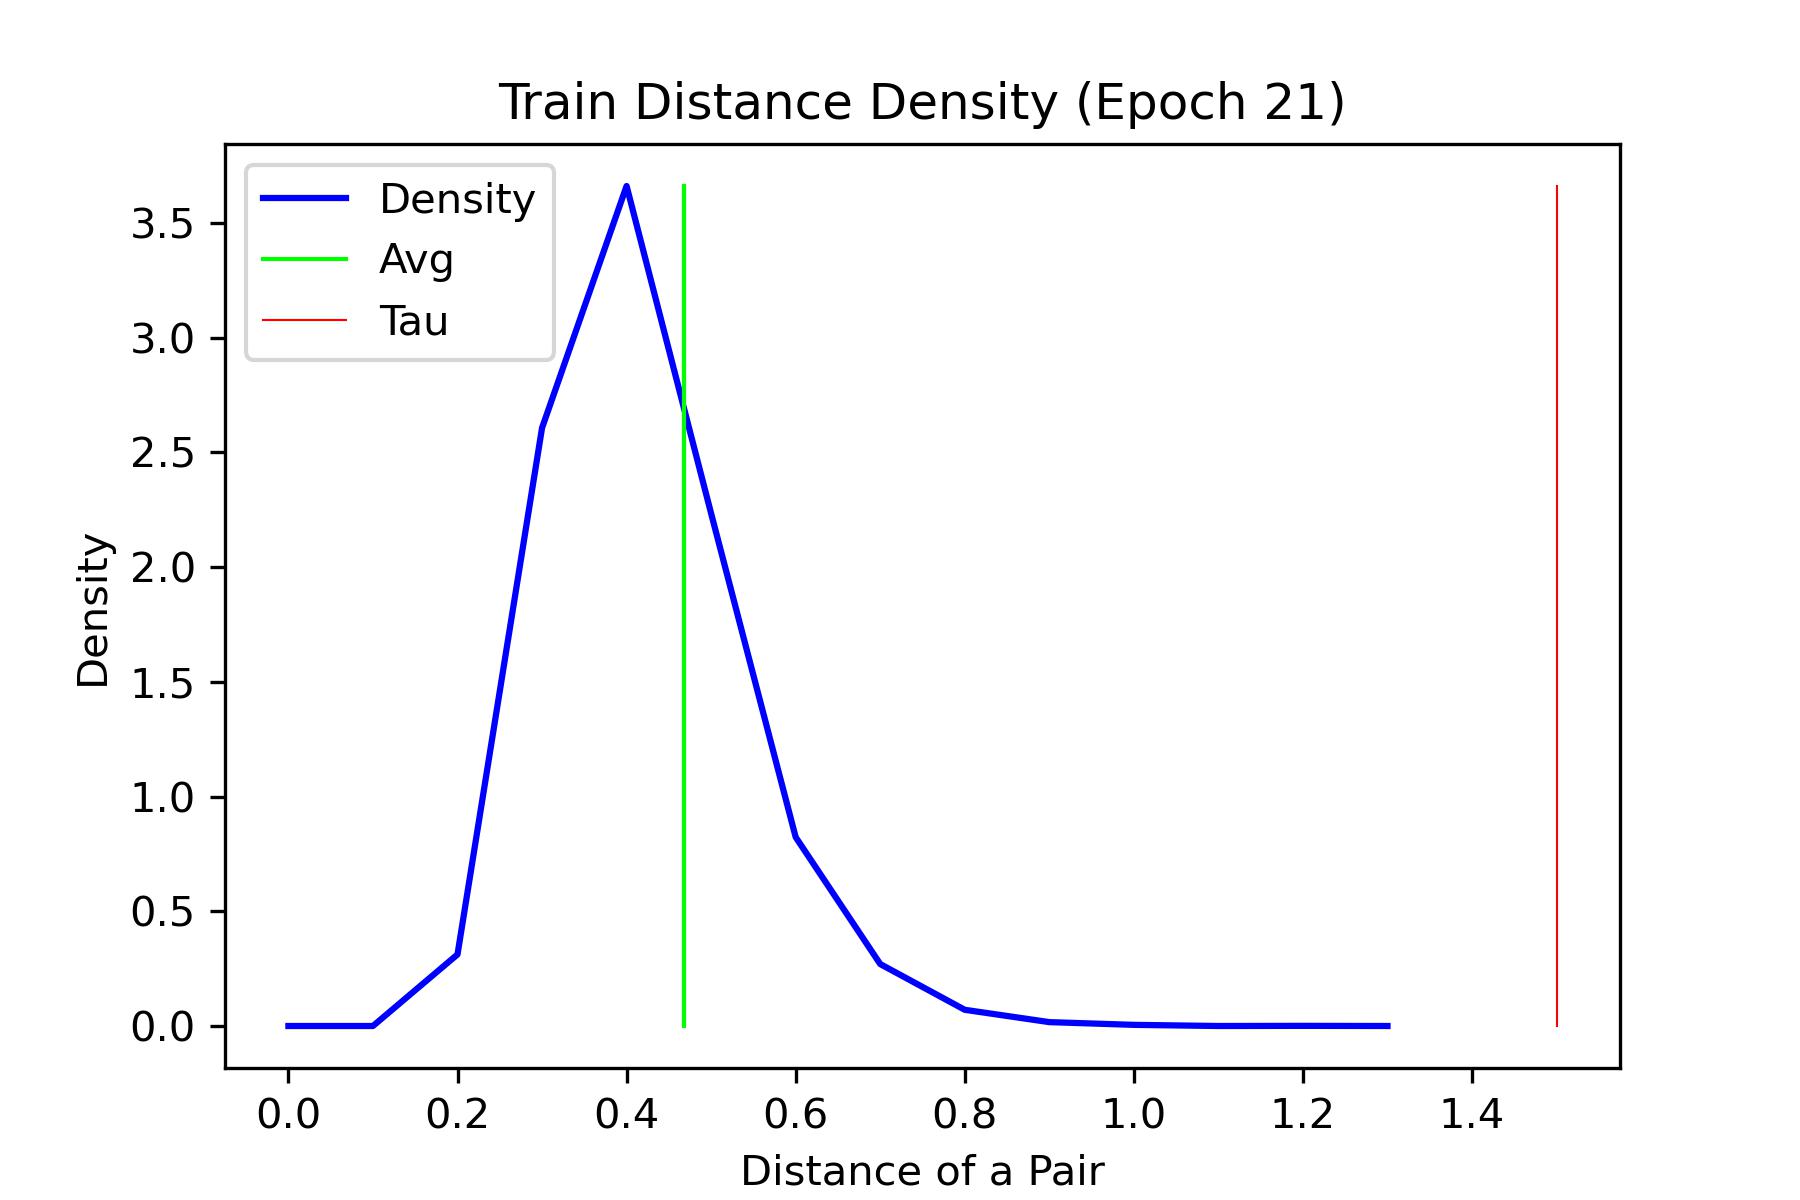 Train Distance Density (Epoch 21)
Density
Avg
Tau
3.5
3.0
2.5
2.0
1.5
1.0
0.5
0.0
Density
0.0 0.2 0.4 0.6 0.8 1.0 1.2 1.4
Distance of a Pair